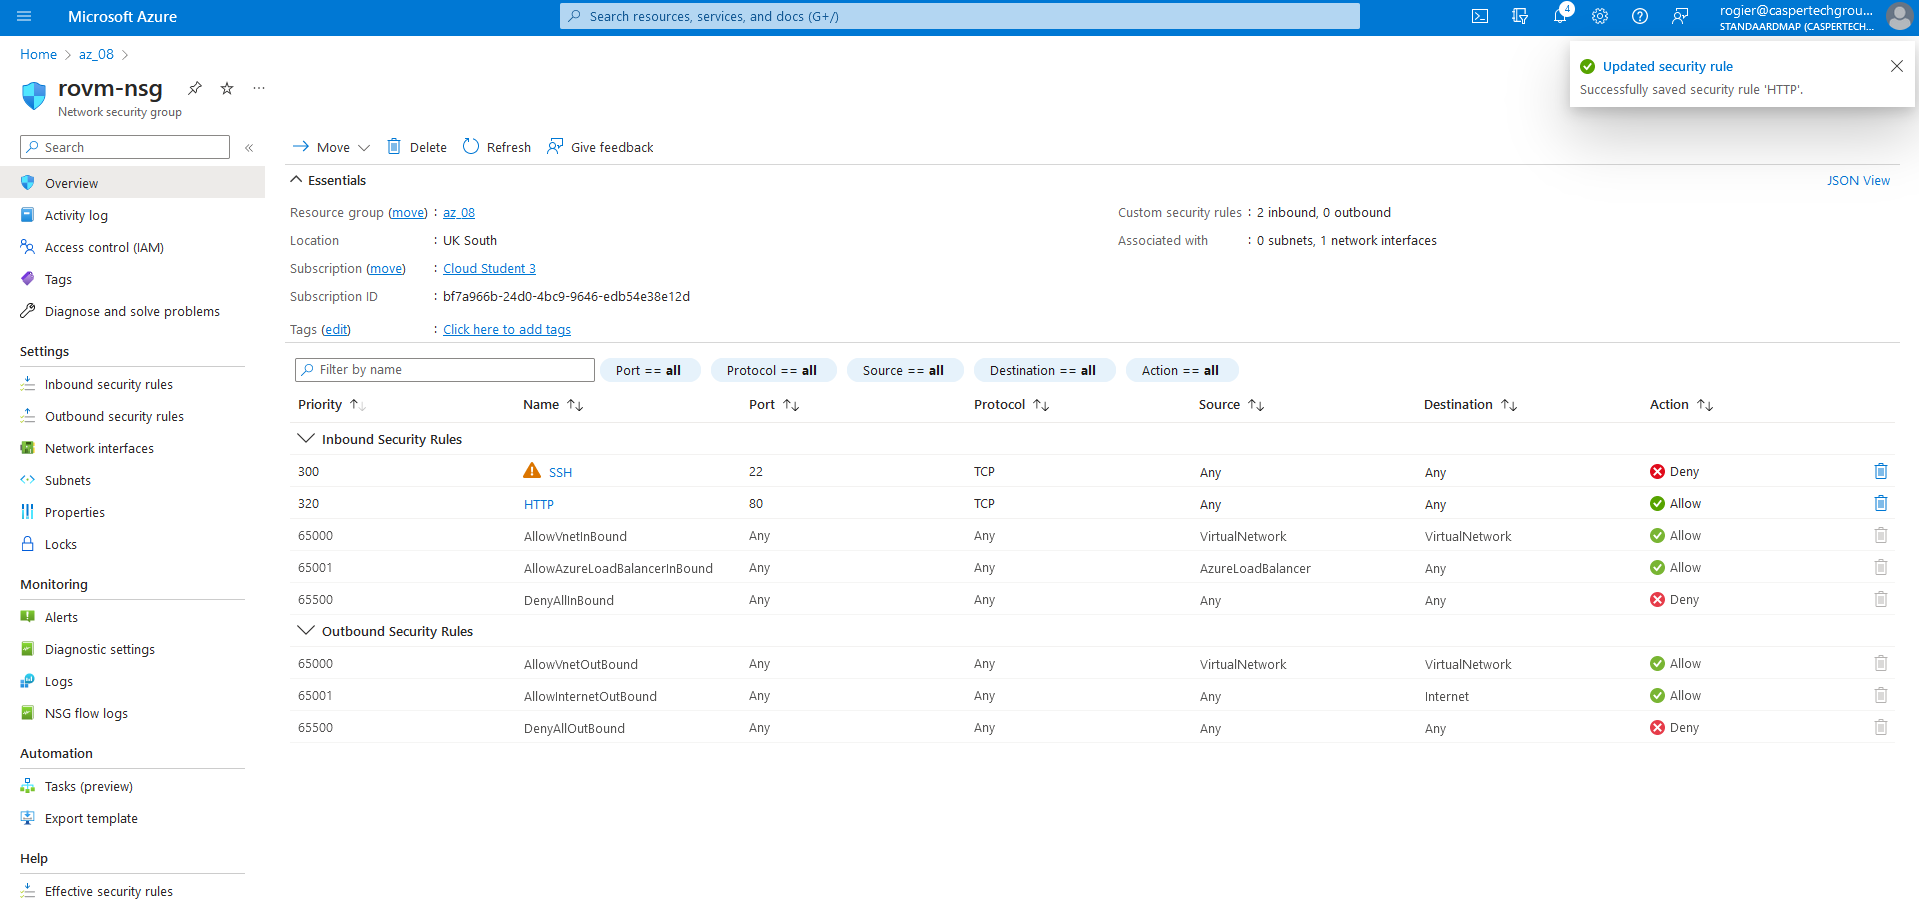 Microsoft Azure
Search resources, services, and docs (G+/)
4
rogier@caspertechgrou...
STANDAARDMAP (CASPERTECH...
Home > az_08 >
rovm-nsg
Network security group
Updated security rule
Successfully saved security rule 'HTTP'.
Search
«
Move
Delete
Refresh
Give feedback
Overview
Activity log
Access control (IAM)
Tags
Diagnose and solve problems
Settings
Inbound security rules
Outbound security rules
Network interfaces
Subnets
Properties
Locks
Monitoring
Alerts
Diagnostic settings
Logs
NSG flow logs
Automation
Tasks (preview)
Export template
Help
Effective security rules
Essentials
JSON View
Resource group (move) : az_08
Location : UK South
Subscription (move) : Cloud Student 3
Subscription ID : bf7a966b-24d0-4bc9-9646-edb54e38e12d
Tags (edit) : Click here to add tags
Custom security rules : 2 inbound, 0 outbound
Associated with : 0 subnets, 1 network interfaces
Filter by name
Port == all
Protocol == all
Source == all
Destination == all
Action == all
Priority ↑↓ Name ↑↓ Port ↑↓ Protocol ↑↓ Source ↑↓ Destination ↑↓ Action ↑↓
Inbound Security Rules
300 SSH 22 TCP Any Any Deny
320 HTTP 80 TCP Any Any Allow
65000 AllowVnetInBound Any Any VirtualNetwork VirtualNetwork Allow
65001 AllowAzureLoadBalancerInBound Any Any AzureLoadBalancer Any Allow
65500 DenyAllInBound Any Any Any Any Deny
Outbound Security Rules
65000 AllowVnetOutBound Any Any VirtualNetwork VirtualNetwork Allow
65001 AllowInternetOutBound Any Any Any Internet Allow
65500 DenyAllOutBound Any Any Any Any Deny